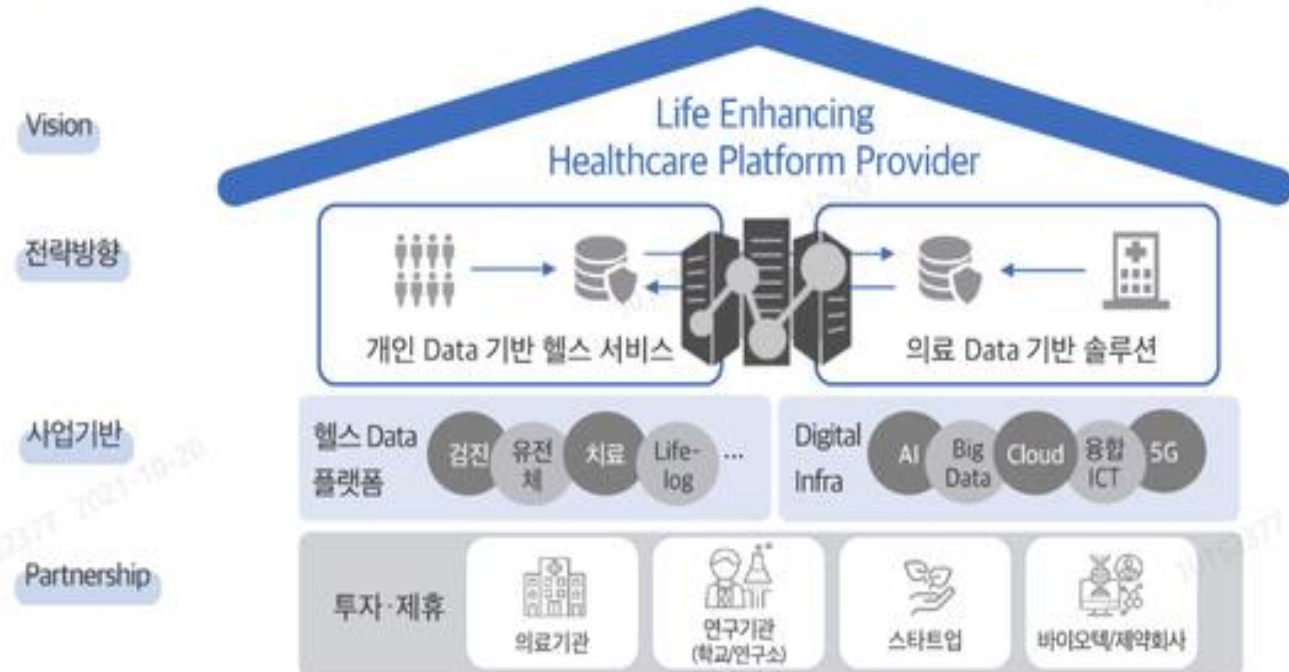 Vision
Life Enhancing
Healthcare Platform Provider
전략방향
개인 Data 기반 헬스 서비스
의료 Data 기반 솔루션
사업기반
헬스 Data
플랫폼
검진
유전
체
치료
Life-
log
...
Digital
Infra
AI
Big
Data
Cloud
융합
ICT
5G
Partnership
투자·제휴
의료기관
연구기관
(학교/연구소)
스타트업
바이오텍/제약회사
2021-10-20